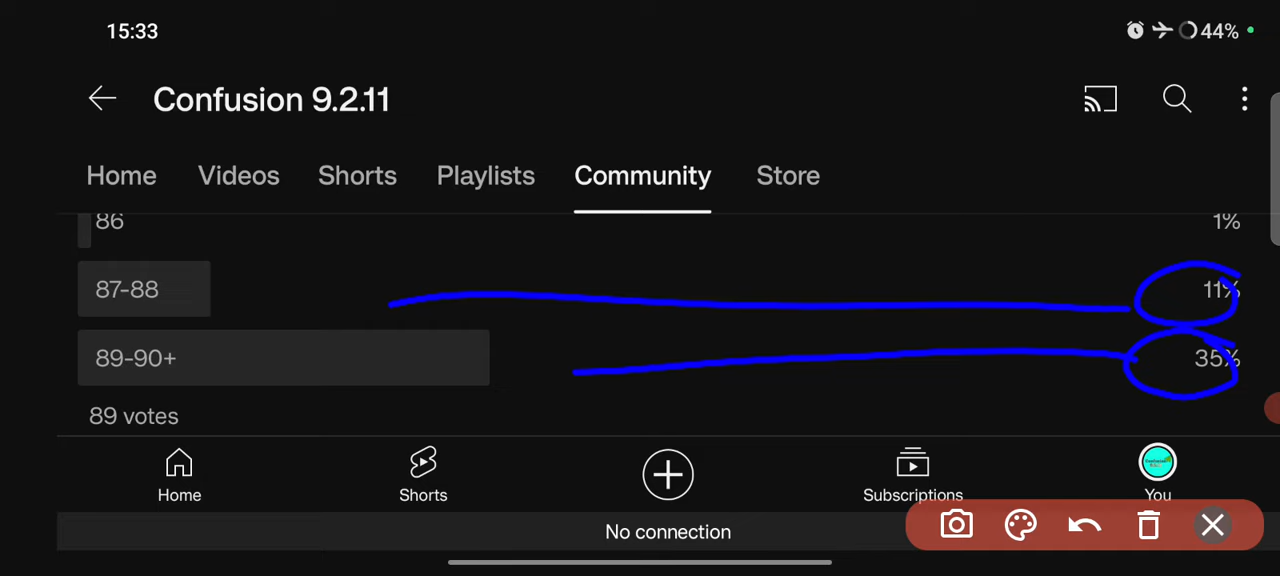 15:33
44%
Confusion 9.2.11
Home Videos Shorts Playlists Community Store
86 1%
87-88 11%
89-90+ 35%
89 votes
Home Shorts Subscriptions You
No connection